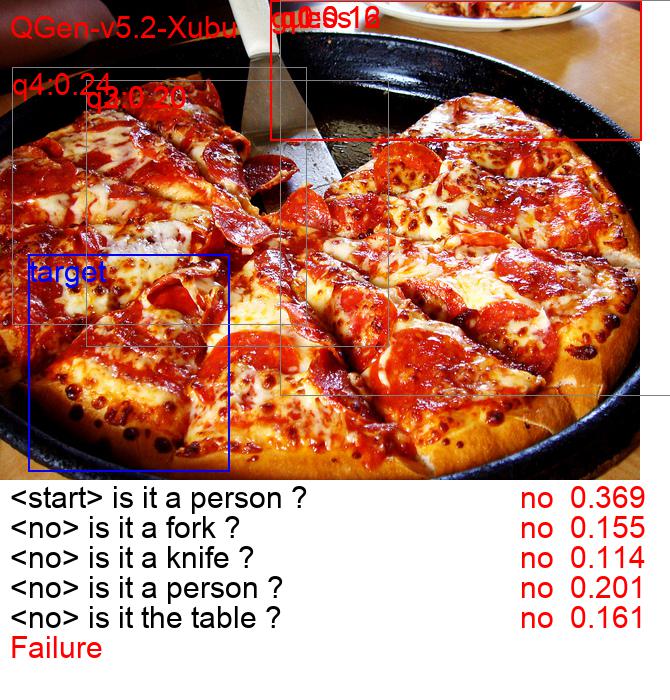 QGen-v5.2-Xubu
q4:0.24
q3:0.20
target
<start> is it a person ? no 0.369
<no> is it a fork ? no 0.155
<no> is it a knife ? no 0.114
<no> is it a person ? no 0.201
<no> is it the table ? no 0.161
Failure